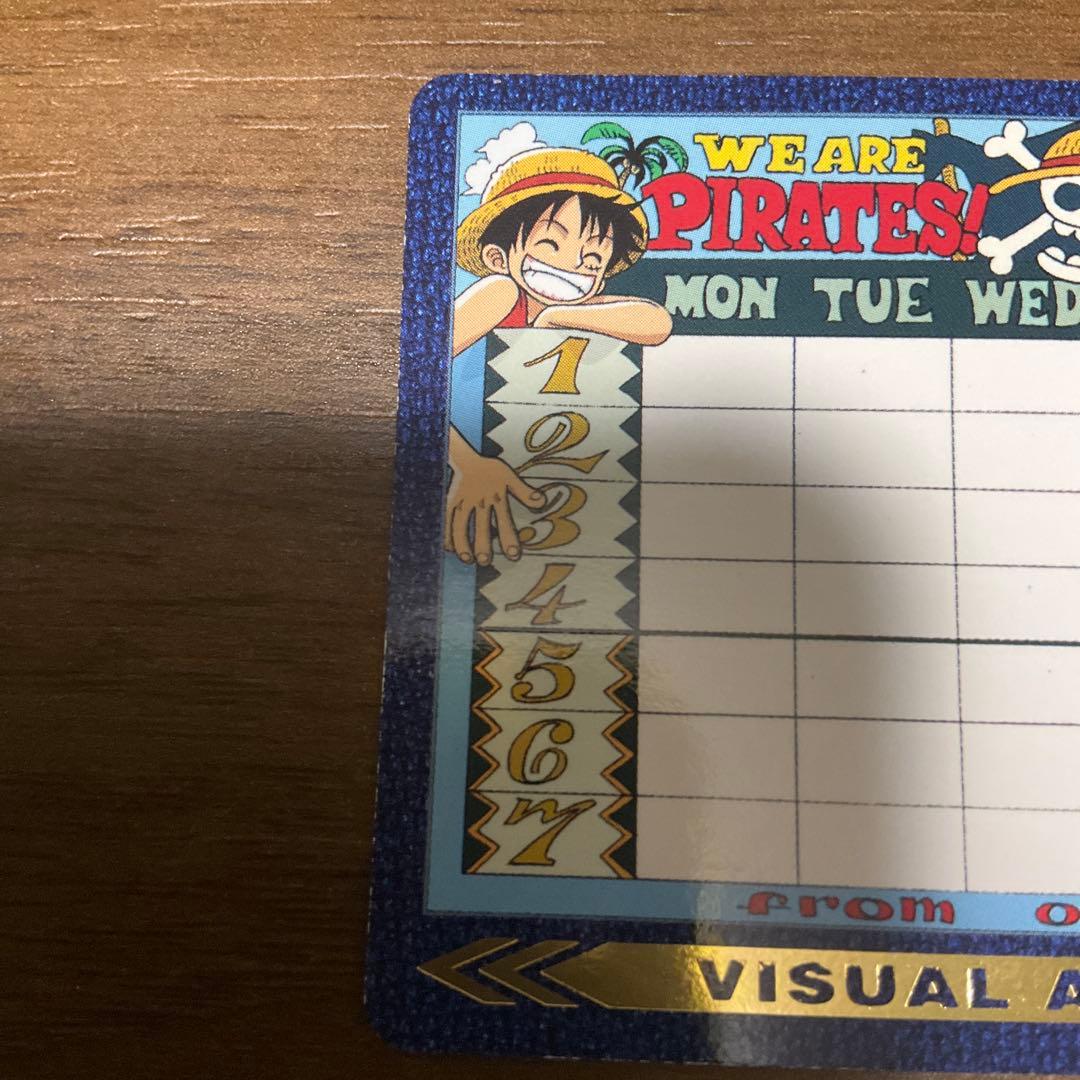 WE ARE
PIRATES!
MON TUE WED
1
2
3
4
5
6
7
from o
VISUAL A